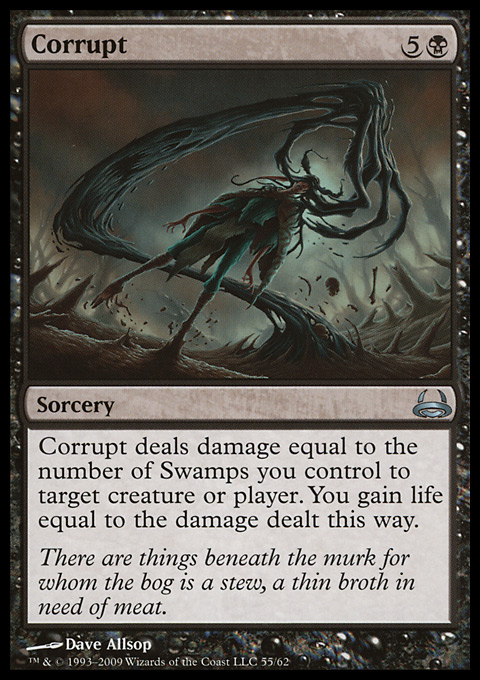 Corrupt 5
Sorcery
Corrupt deals damage equal to the
number of Swamps you control to
target creature or player. You gain life
equal to the damage dealt this way.
There are things beneath the murk for
whom the bog is a stew, a thin broth in
need of meat.
Dave Allsop
™ & © 1993–2009 Wizards of the Coast LLC 55/62